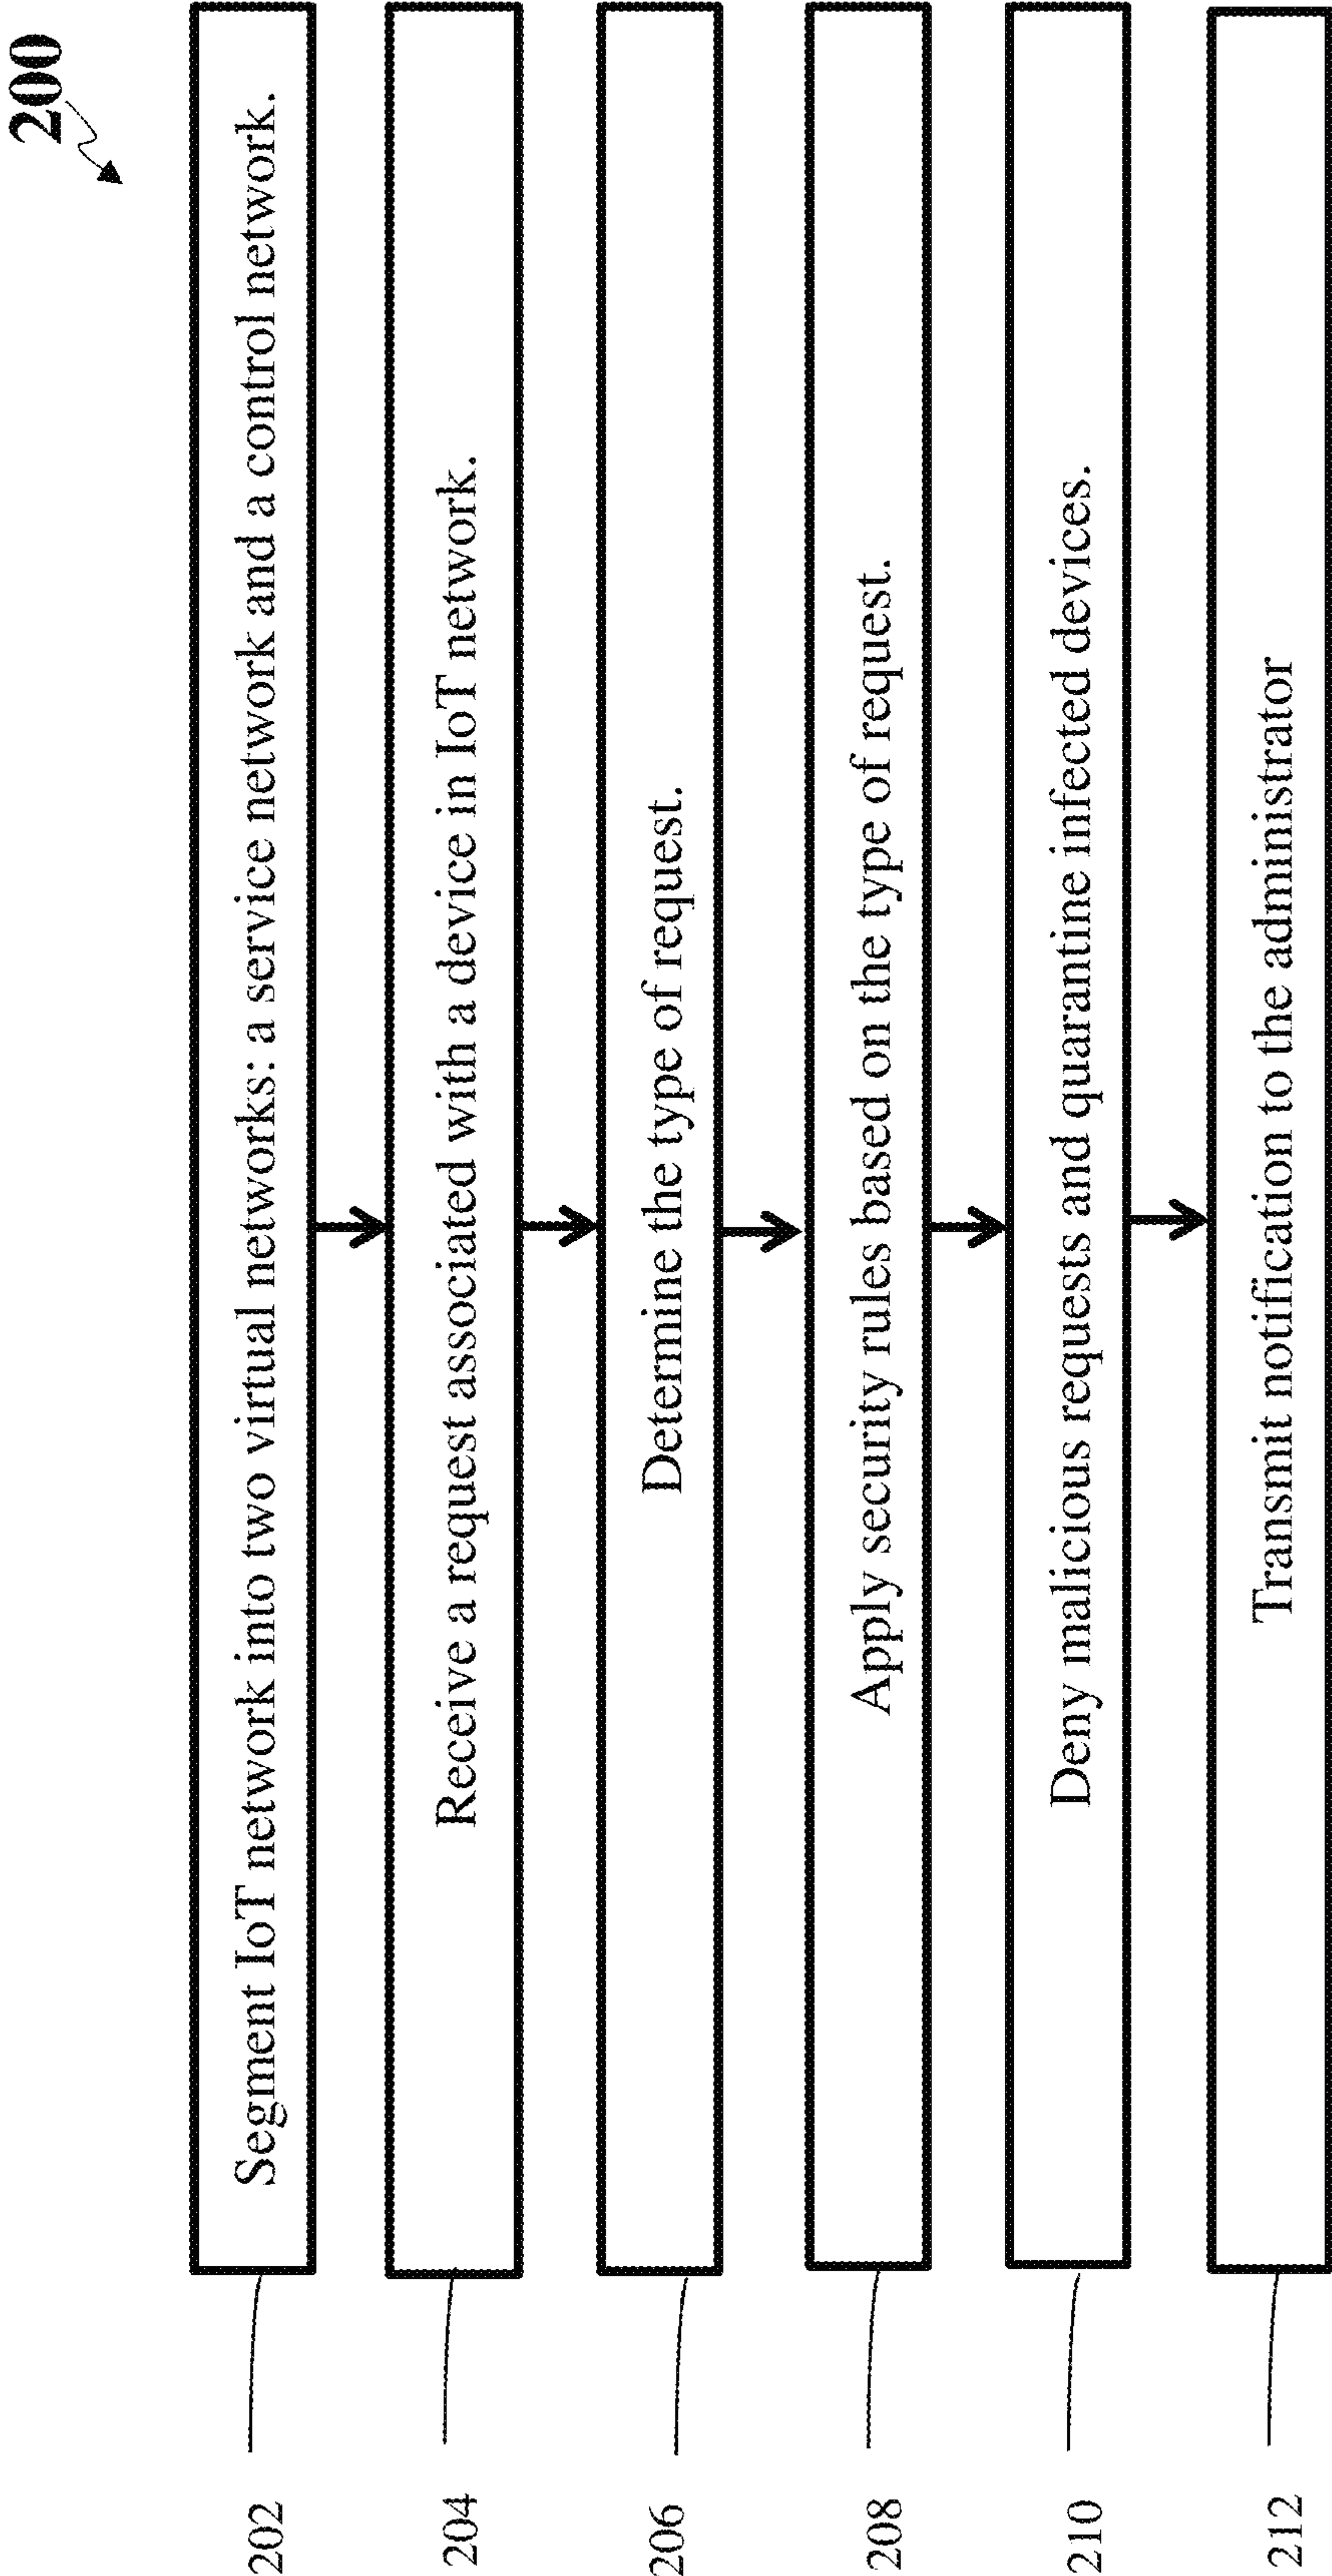 200
202
Segment IoT network into two virtual networks: a service network and a control network.
204
Receive a request associated with a device in IoT network.
206
Determine the type of request.
208
Apply security rules based on the type of request.
210
Deny malicious requests and quarantine infected devices.
212
Transmit notification to the administrator